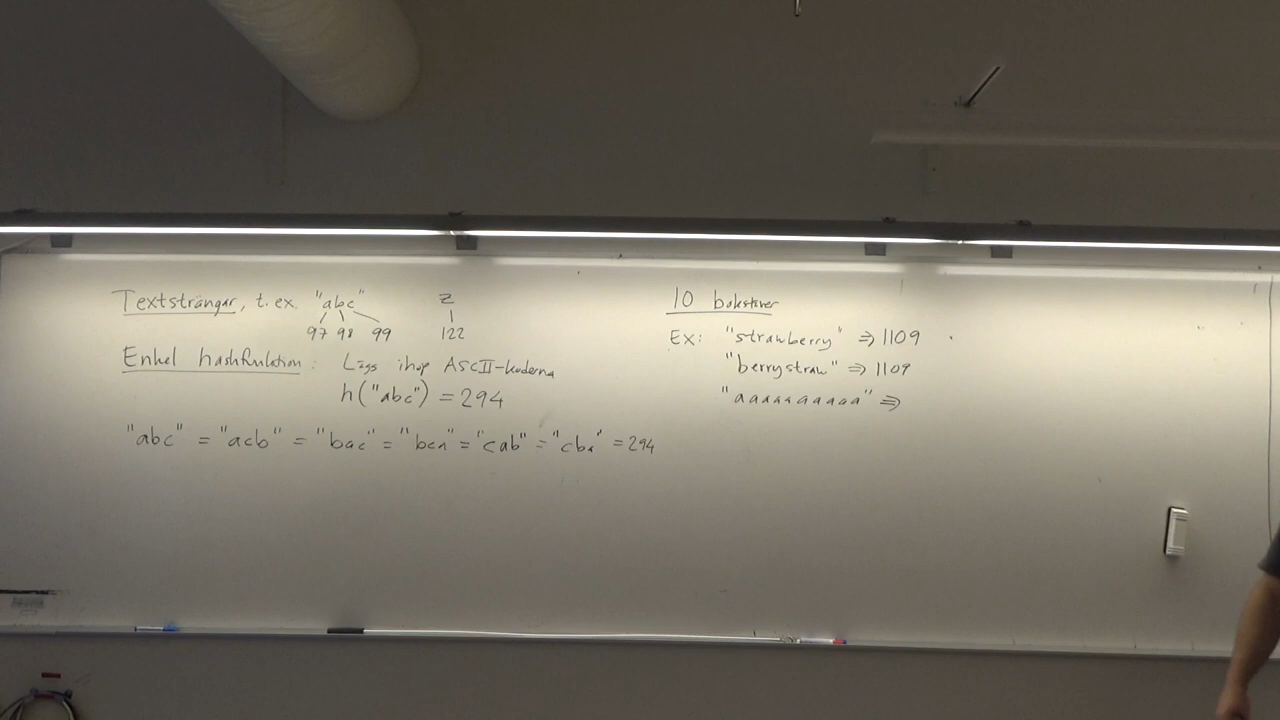 Textsträngar, t.ex. "abc" z
97 98 99 122
Enkel hashfunktion: Lägg ihop ASCII-koderna
h("abc") = 294
"abc" = "acb" = "bac" = "bca" = "cab" = "cba" = 294
10 bokstäver
Ex: "strawberry" ⇒ 1109
"berrystraw" ⇒ 1109
"aaaaaaaaaa" ⇒